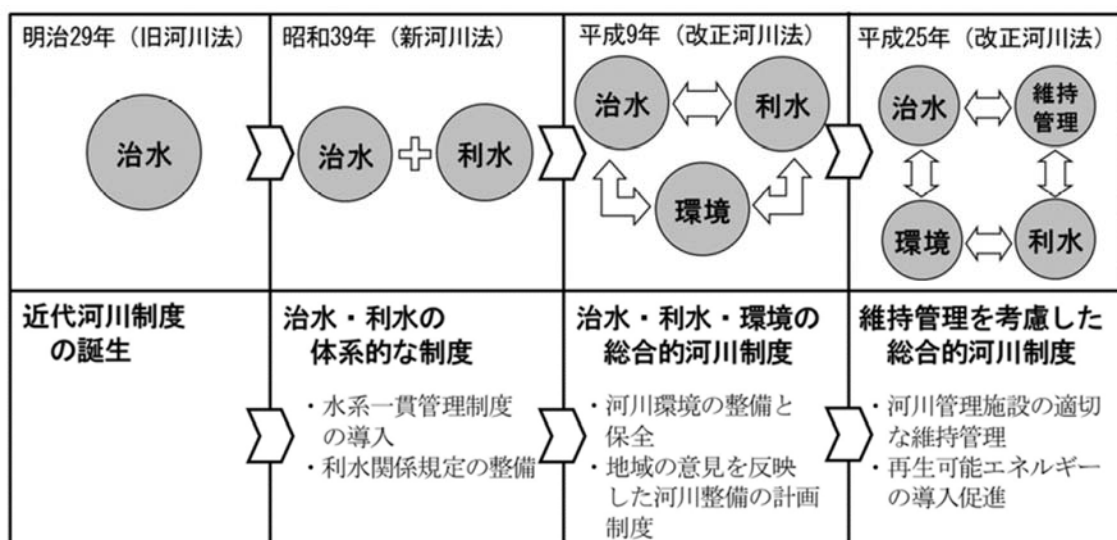 明治29年（旧河川法）
治水
近代河川制度
の誕生
昭和39年（新河川法）
治水
利水
治水・利水の
体系的な制度
・水系一貫管理制度
の導入
・利水関係規定の整備
平成9年（改正河川法）
治水
利水
環境
治水・利水・環境の
総合的河川制度
・河川環境の整備と
保全
・地域の意見を反映
した河川整備の計画
制度
平成25年（改正河川法）
治水
維持
管理
環境
利水
維持管理を考慮した
総合的河川制度
・河川管理施設の適切
な維持管理
・再生可能エネルギー
の導入促進